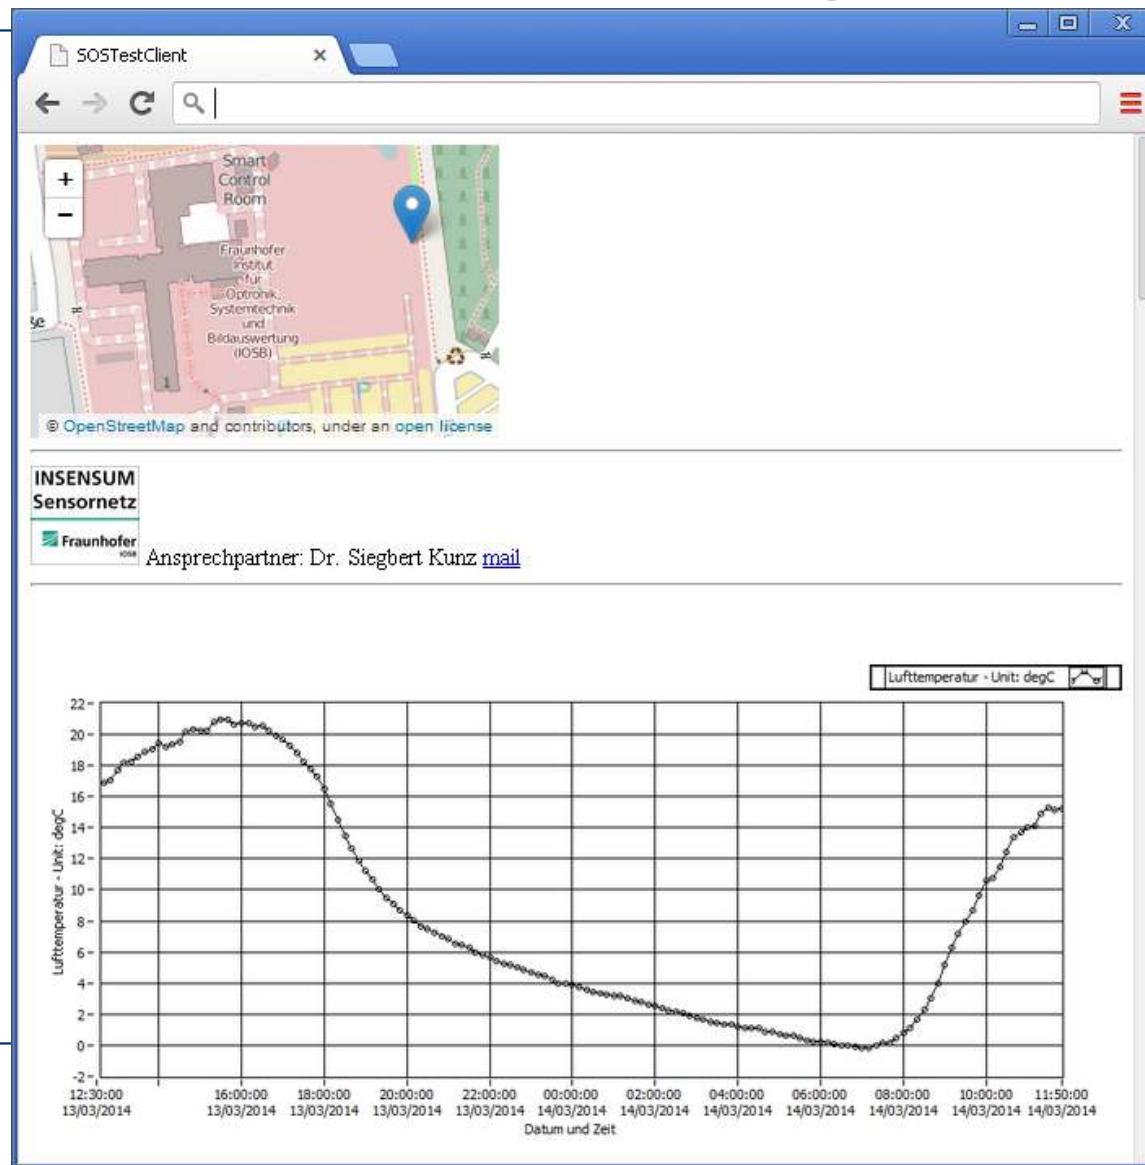 SOSTestClient
+
Smart
Control
Room
−
Fraunhofer
Institut
für
Optronik,
Systemtechnik
und
Bildauswertung
(IOSB)
ße
1
P
© OpenStreetMap and contributors, under an open license
INSENSUM
Sensornetz
Fraunhofer
IOSB
Ansprechpartner: Dr. Siegbert Kunz mail
Lufttemperatur - Unit: degC
Lufttemperatur - Unit: degC
22
20
18
16
14
12
10
8
6
4
2
0
-2
12:30:00 16:00:00 18:00:00 20:00:00 22:00:00 00:00:00 02:00:00 04:00:00 06:00:00 08:00:00 10:00:00 11:50:00
13/03/2014 13/03/2014 13/03/2014 13/03/2014 13/03/2014 14/03/2014 14/03/2014 14/03/2014 14/03/2014 14/03/2014 14/03/2014 14/03/2014
Datum und Zeit